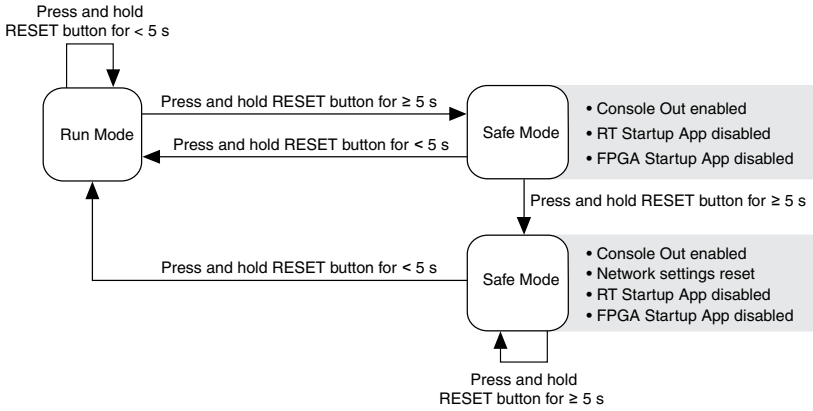 Press and hold
RESET button for < 5 s
Press and hold RESET button for ≥ 5 s
Run Mode
Safe Mode
• Console Out enabled
• RT Startup App disabled
• FPGA Startup App disabled
Press and hold RESET button for < 5 s
Press and hold RESET button for ≥ 5 s
Press and hold RESET button for < 5 s
Safe Mode
• Console Out enabled
• Network settings reset
• RT Startup App disabled
• FPGA Startup App disabled
Press and hold
RESET button for ≥ 5 s